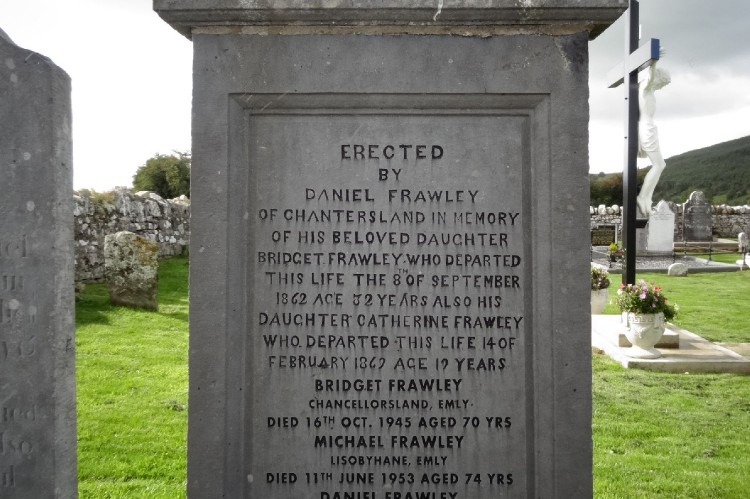 ERECTED
BY
DANIEL FRAWLEY
OF CHANTERSLAND IN MEMORY
OF HIS BELOVED DAUGHTER
BRIDGET. FRAWLEY. WHO DEPARTED
THIS LIFE THE 8TH OF SEPTEMBER
1862 AGE 32 YEARS ALSO HIS
DAUGHTER CATHERINE FRAWLEY
WHO. DEPARTED. THIS LIFE 14 OF
FEBRUARY 1869 AGE 19 YEARS
BRIDGET FRAWLEY
CHANCELLORSLAND, EMLY.
DIED 16TH OCT. 1945 AGED 70 YRS
MICHAEL FRAWLEY
LISOBYHANE, EMLY
DIED 11TH JUNE 1953 AGED 74 YRS
DANIEL FRAWLEY